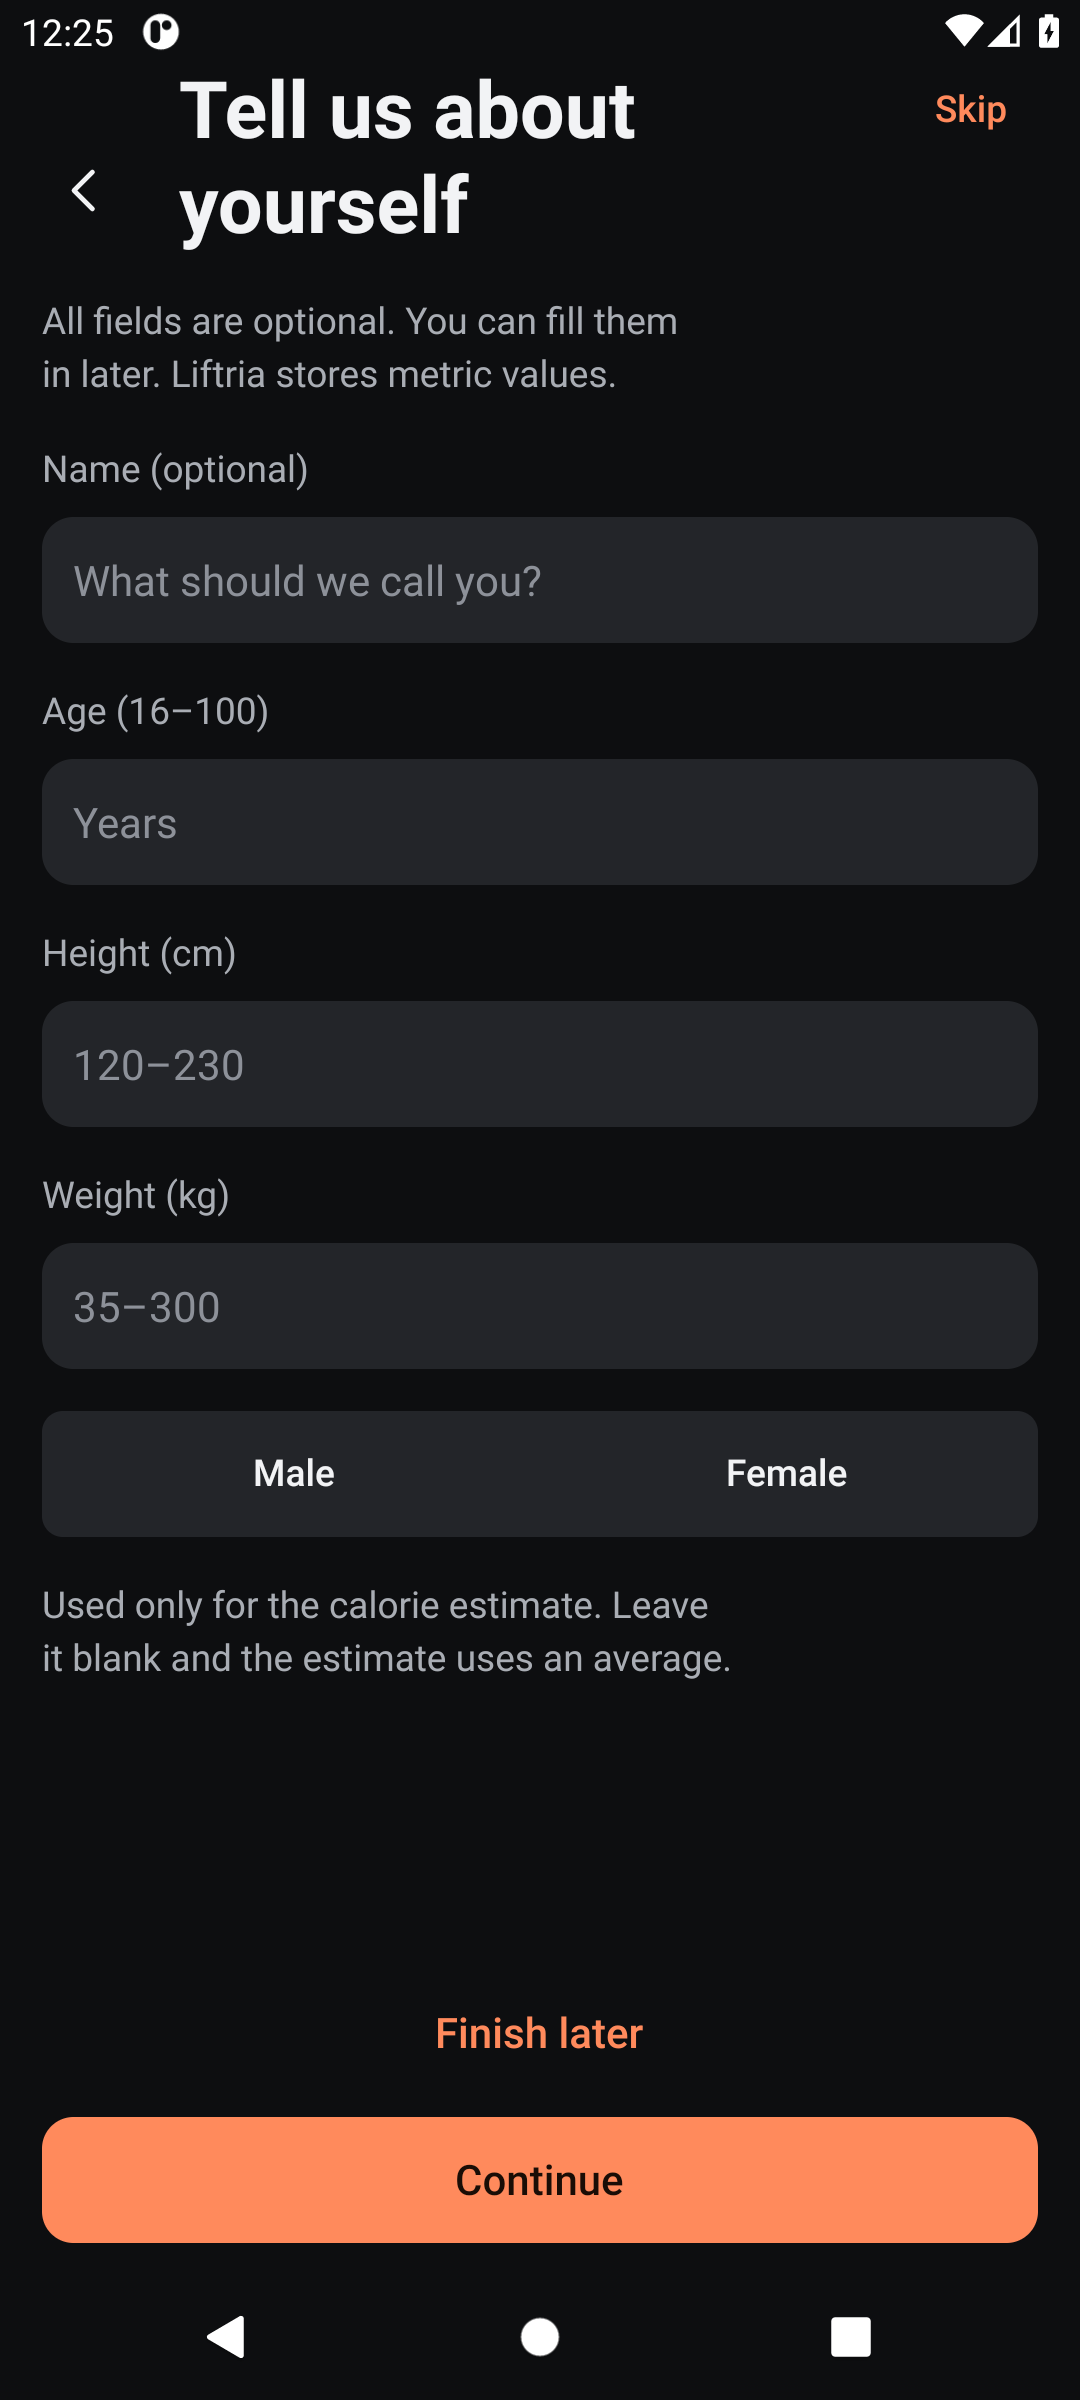 12:25
Tell us about
yourself
Skip
All fields are optional. You can fill them
in later. Liftria stores metric values.
Name (optional)
What should we call you?
Age (16–100)
Years
Height (cm)
120–230
Weight (kg)
35–300
Male Female
Used only for the calorie estimate. Leave
it blank and the estimate uses an average.
Finish later
Continue